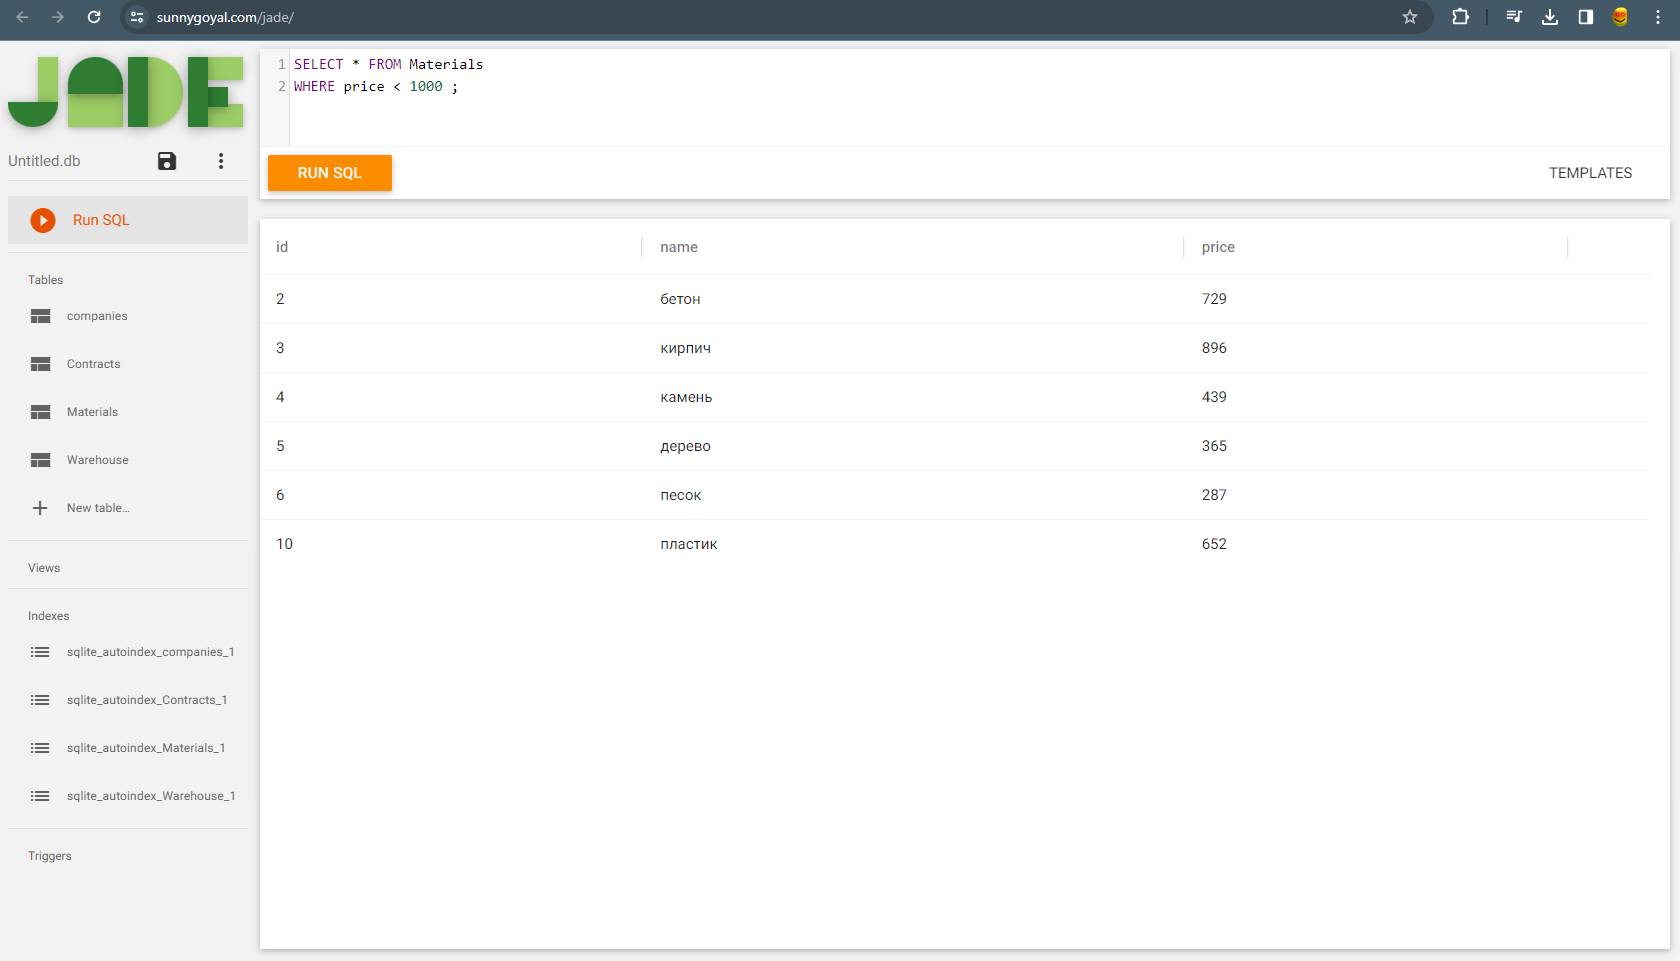 sunnygoyal.com/jade/
JADE
Untitled.db
Run SQL
Tables
companies
Contracts
Materials
Warehouse
New table...
Views
Indexes
sqlite_autoindex_companies_1
sqlite_autoindex_Contracts_1
sqlite_autoindex_Materials_1
sqlite_autoindex_Warehouse_1
Triggers
1 SELECT * FROM Materials
2 WHERE price < 1000 ;
RUN SQL TEMPLATES
id name price
2 бетон 729
3 кирпич 896
4 камень 439
5 дерево 365
6 песок 287
10 пластик 652